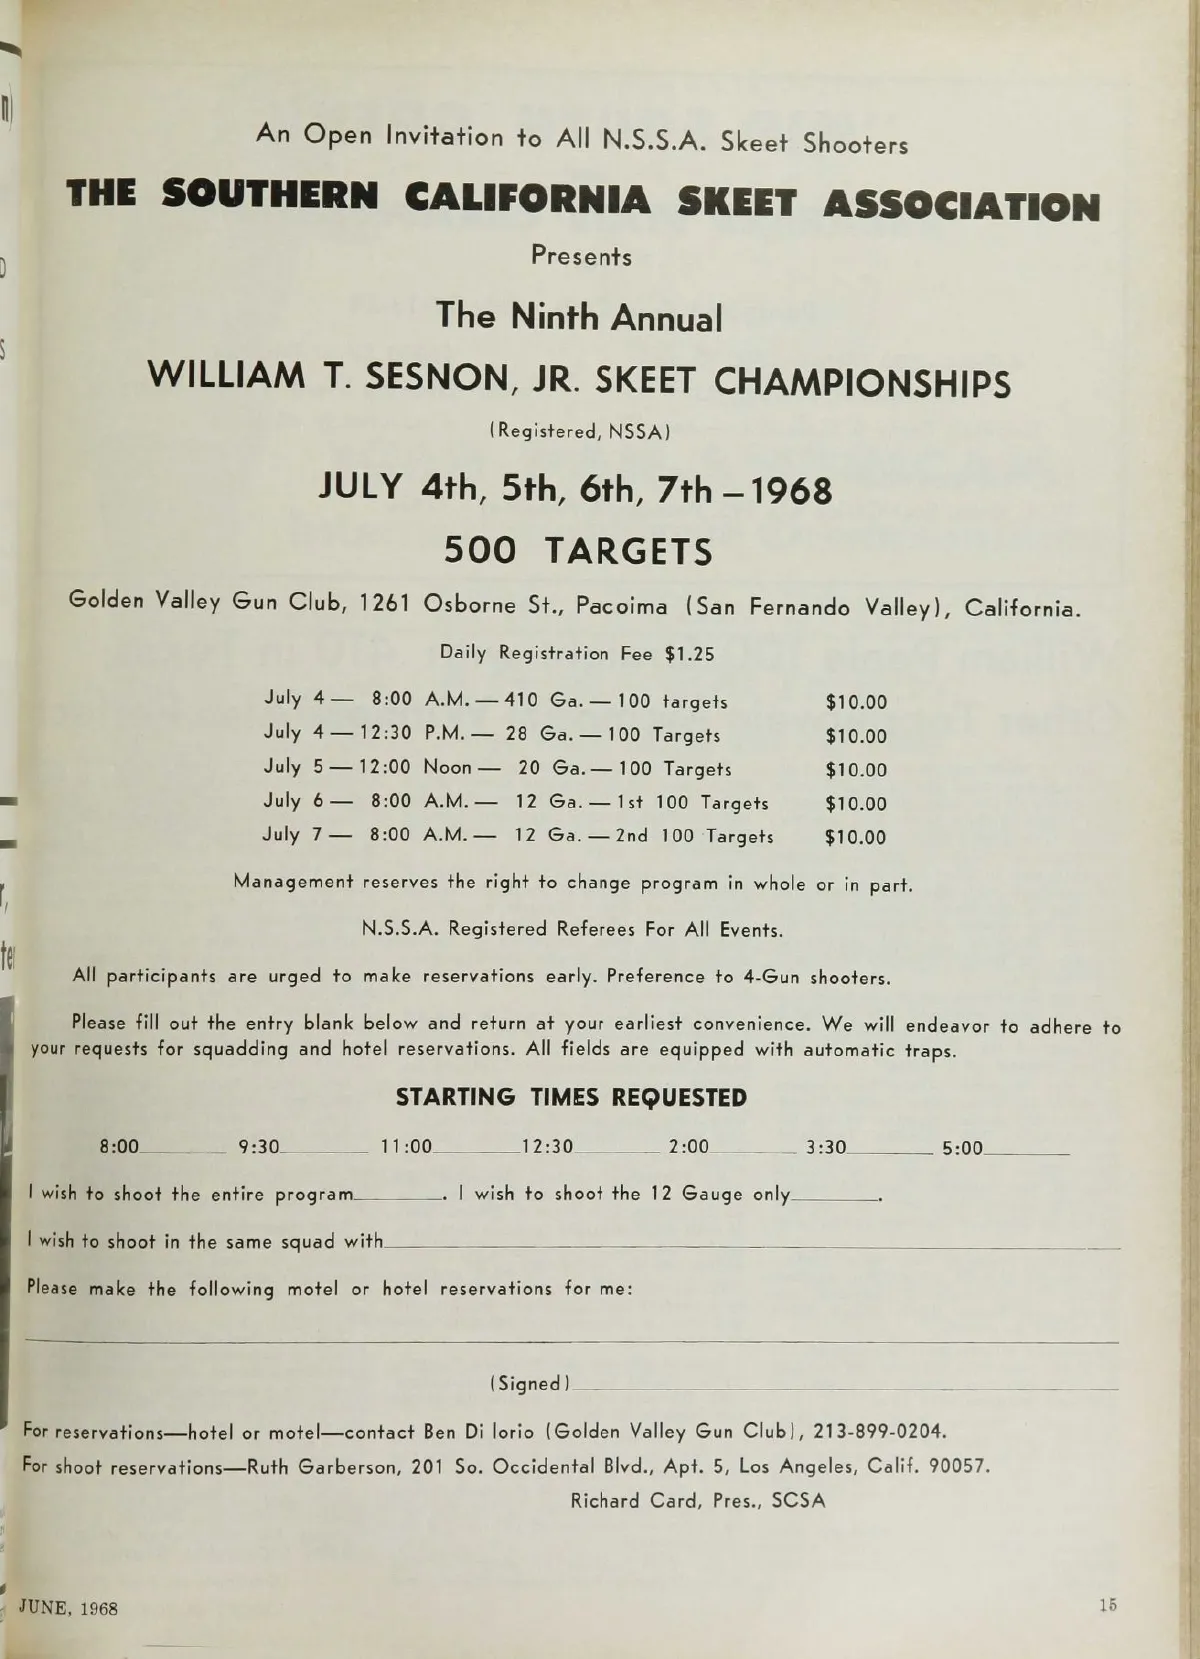 An Open Invitation to All N.S.S.A. Skeet Shooters
THE SOUTHERN CALIFORNIA SKEET ASSOCIATION
Presents
The Ninth Annual
WILLIAM T. SESNON, JR. SKEET CHAMPIONSHIPS
(Registered, NSSA)
JULY 4th, 5th, 6th, 7th – 1968
500 TARGETS
Golden Valley Gun Club, 1261 Osborne St., Pacoima (San Fernando Valley), California.
Daily Registration Fee $1.25
July 4 — 8:00 A.M. — 410 Ga. — 100 targets $10.00
July 4 — 12:30 P.M. — 28 Ga. — 100 Targets $10.00
July 5 — 12:00 Noon — 20 Ga. — 100 Targets $10.00
July 6 — 8:00 A.M. — 12 Ga. — 1st 100 Targets $10.00
July 7 — 8:00 A.M. — 12 Ga. — 2nd 100 Targets $10.00
Management reserves the right to change program in whole or in part.
N.S.S.A. Registered Referees For All Events.
All participants are urged to make reservations early. Preference to 4-Gun shooters.
Please fill out the entry blank below and return at your earliest convenience. We will endeavor to adhere to
your requests for squadding and hotel reservations. All fields are equipped with automatic traps.
STARTING TIMES REQUESTED
8:00________ 9:30________ 11:00________ 12:30________ 2:00________ 3:30________ 5:00________
I wish to shoot the entire program________. I wish to shoot the 12 Gauge only________.
I wish to shoot in the same squad with________
Please make the following motel or hotel reservations for me:
(Signed)________
For reservations—hotel or motel—contact Ben Di Iorio (Golden Valley Gun Club), 213-899-0204.
For shoot reservations—Ruth Garberson, 201 So. Occidental Blvd., Apt. 5, Los Angeles, Calif. 90057.
Richard Card, Pres., SCSA
JUNE, 1968 15